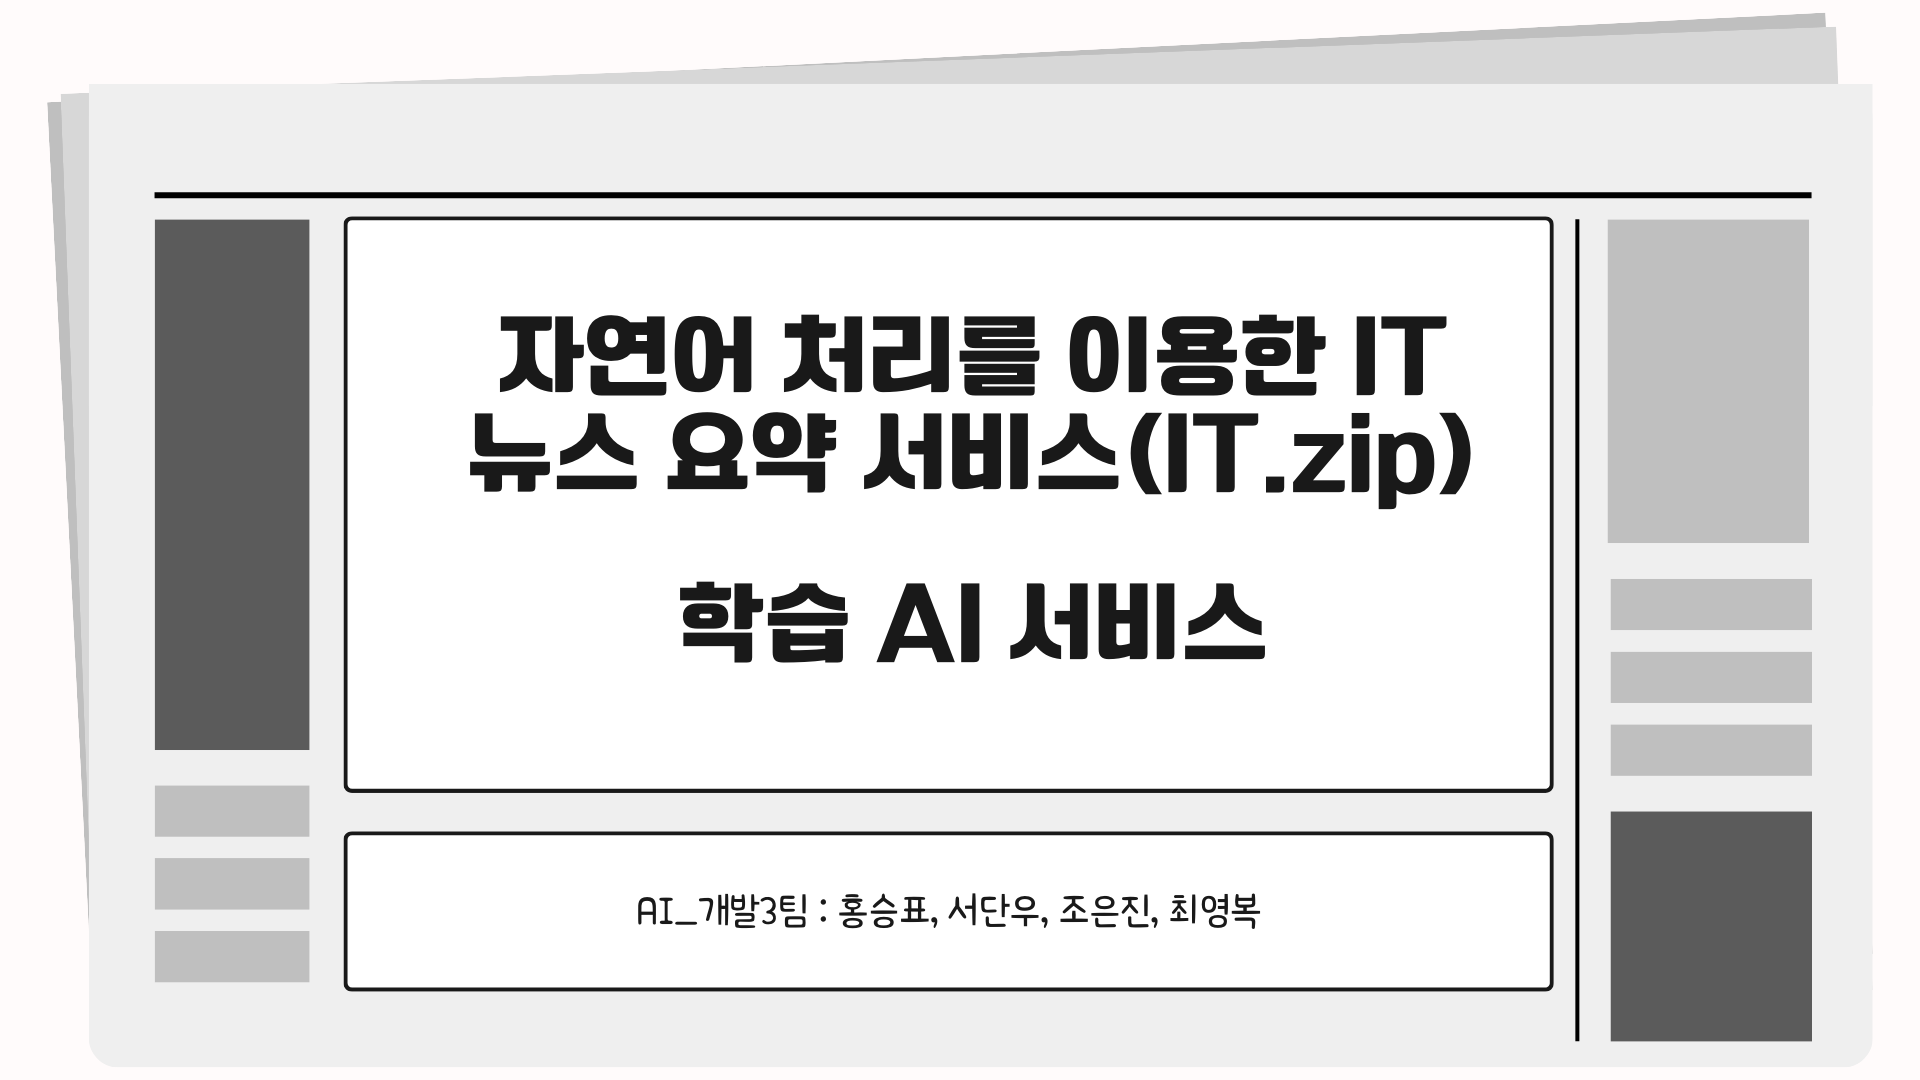 자연어 처리를 이용한 IT
뉴스 요약 서비스(IT.zip)
학습 AI 서비스
AI_개발3팀 : 홍승표, 서단우, 조은진, 최영복